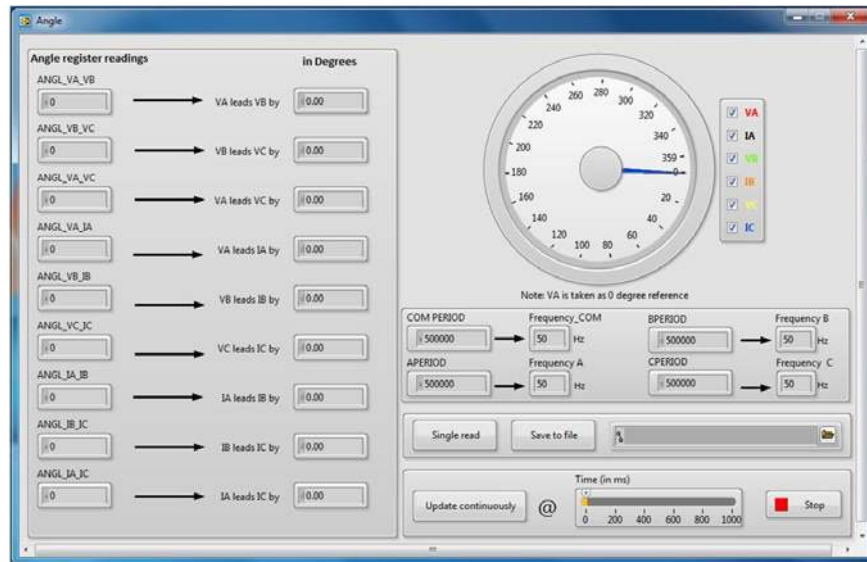 Angle
Angle register readings in Degrees
ANGL_VA_VB
0 VA leads VB by 0.00
ANGL_VB_VC
0 VB leads VC by 0.00
ANGL_VA_VC
0 VA leads VC by 0.00
ANGL_VA_IA
0 VA leads IA by 0.00
ANGL_VB_IB
0 VB leads IB by 0.00
ANGL_VC_IC
0 VC leads IC by 0.00
ANGL_IA_IB
0 IA leads IB by 0.00
ANGL_IB_IC
0 IB leads IC by 0.00
ANGL_IA_IC
0 IA leads IC by 0.00
260 280 300
240 320
220 340
200 359
180 0
160 20
140 40
120 100 80 60
VA
IA
VB
IB
VC
IC
Note: VA is taken as 0 degree reference
COM PERIOD Frequency_COM BPERIOD Frequency B
500000 50 Hz 500000 50 Hz
APERIOD Frequency A CPERIOD Frequency C
500000 50 Hz 500000 50 Hz
Single read Save to file
Time (in ms)
Update continuously @ Stop
0 200 400 600 800 1000